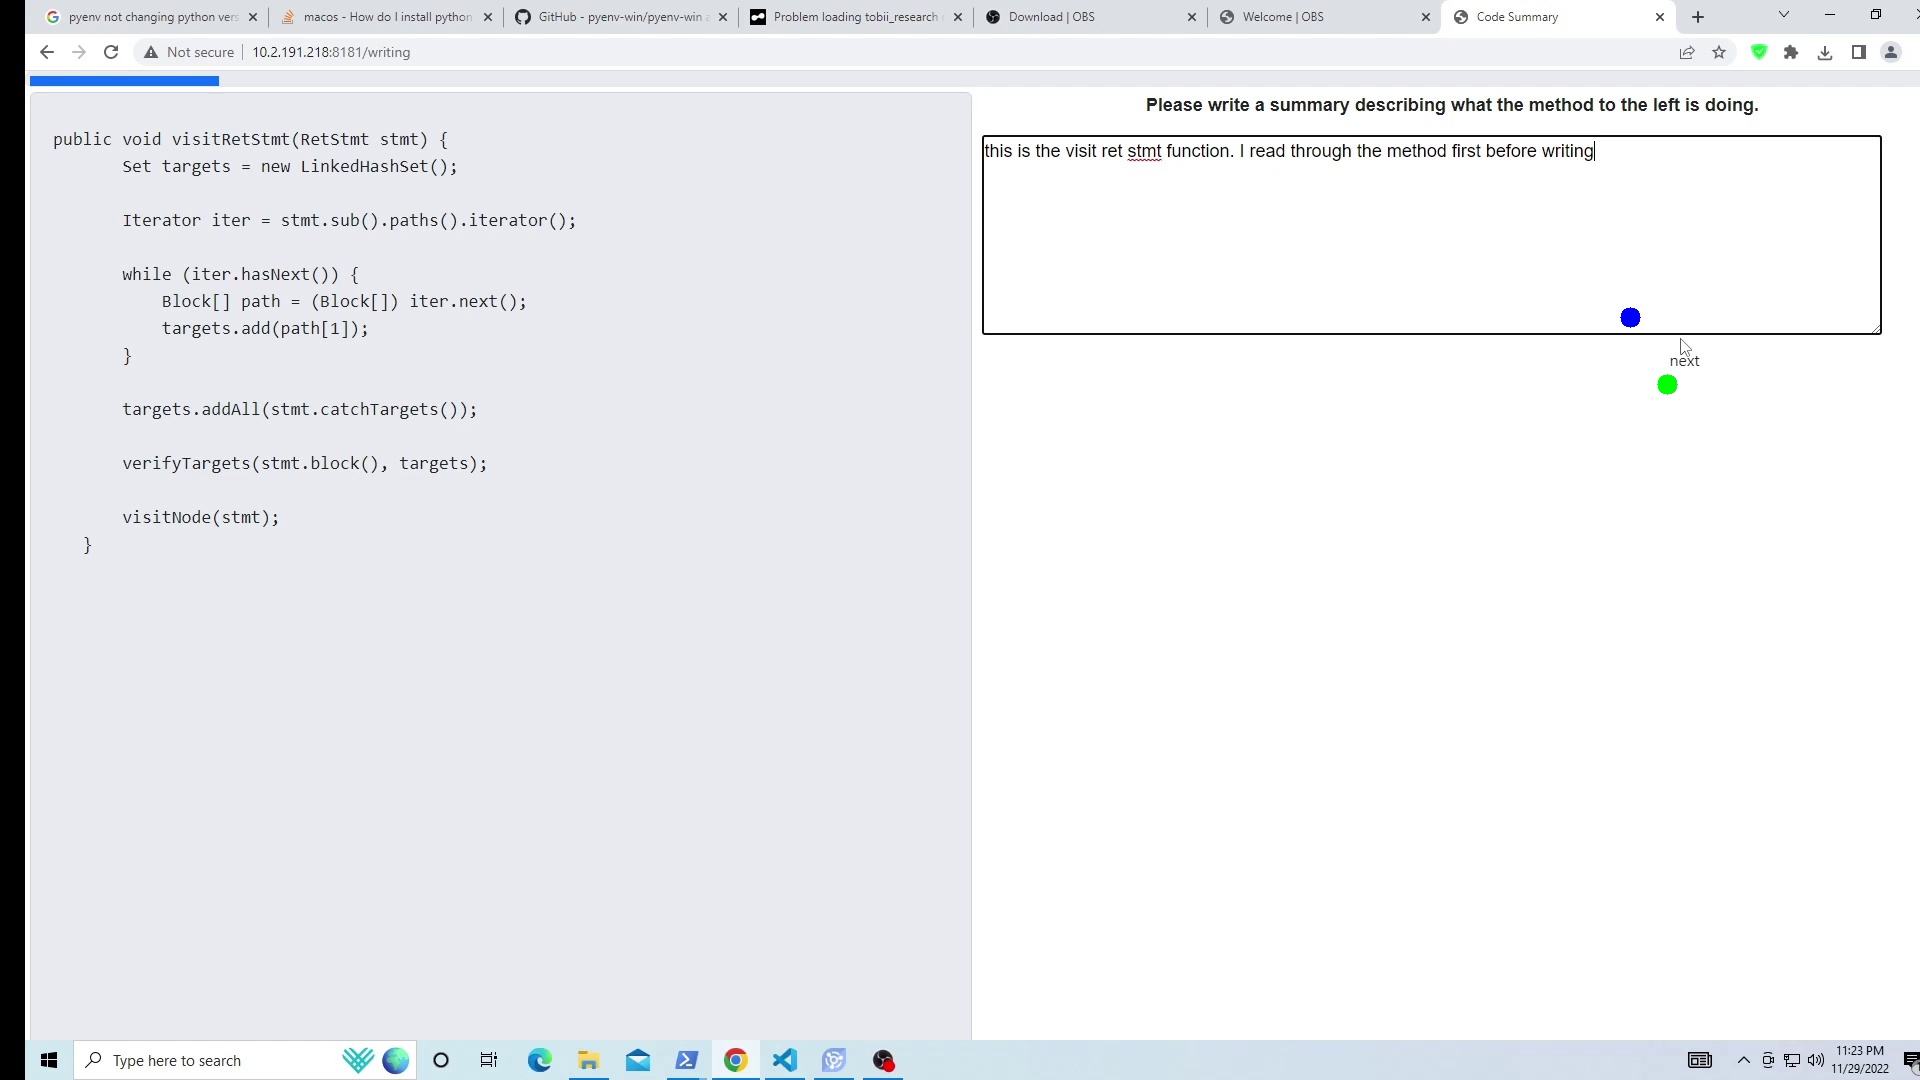 pyenv not changing python vers
macos - How do I install python
GitHub - pyenv-win/pyenv-win
Problem loading tobii_research
Download | OBS
Welcome | OBS
Code Summary
Not secure
10.2.191.218:8181/writing
public void visitRetStmt(RetStmt stmt) {
Set targets = new LinkedHashSet();
Iterator iter = stmt.sub().paths().iterator();
while (iter.hasNext()) {
Block[] path = (Block[]) iter.next();
targets.add(path[1]);
}
targets.addAll(stmt.catchTargets());
verifyTargets(stmt.block(), targets);
visitNode(stmt);
}
Please write a summary describing what the method to the left is doing.
this is the visit ret stmt function. I read through the method first before writing
next
Type here to search
11:23 PM
11/29/2022